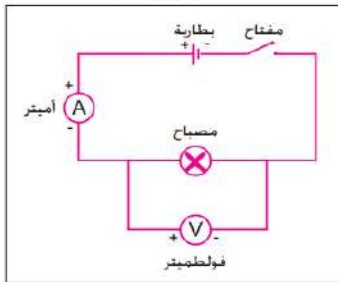 مفتاح
بطارية
+ -
+
A
أميتر
-
مصباح
+ V -
فولطميتر